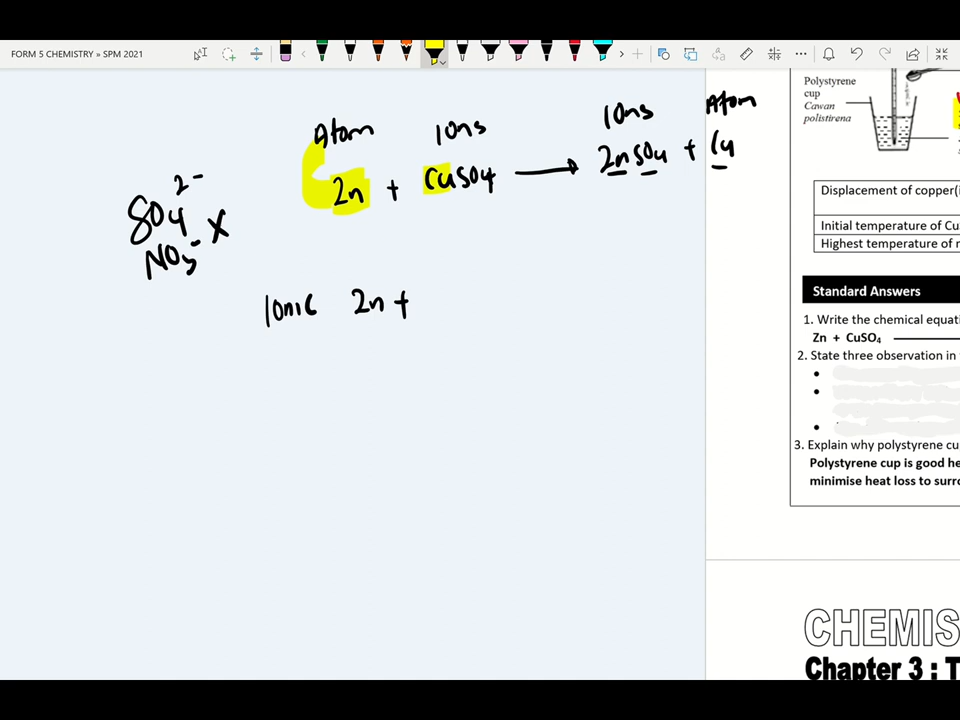 FORM 5 CHEMISTRY » SPM 2021
Atom Ions Ions Atom
Zn + CuSO4 → ZnSO4 + Cu
SO4 2- X
NO3 -
Ionic Zn +
Polystyrene
cup
Cawan
polistirena
Displacement of copper(i
Initial temperature of Cu
Highest temperature of
Standard Answers
1. Write the chemical equati
Zn + CuSO₄
2. State three observation in
3. Explain why polystyrene cu
Polystyrene cup is good he
minimise heat loss to surro
CHEMIS
Chapter 3 : T